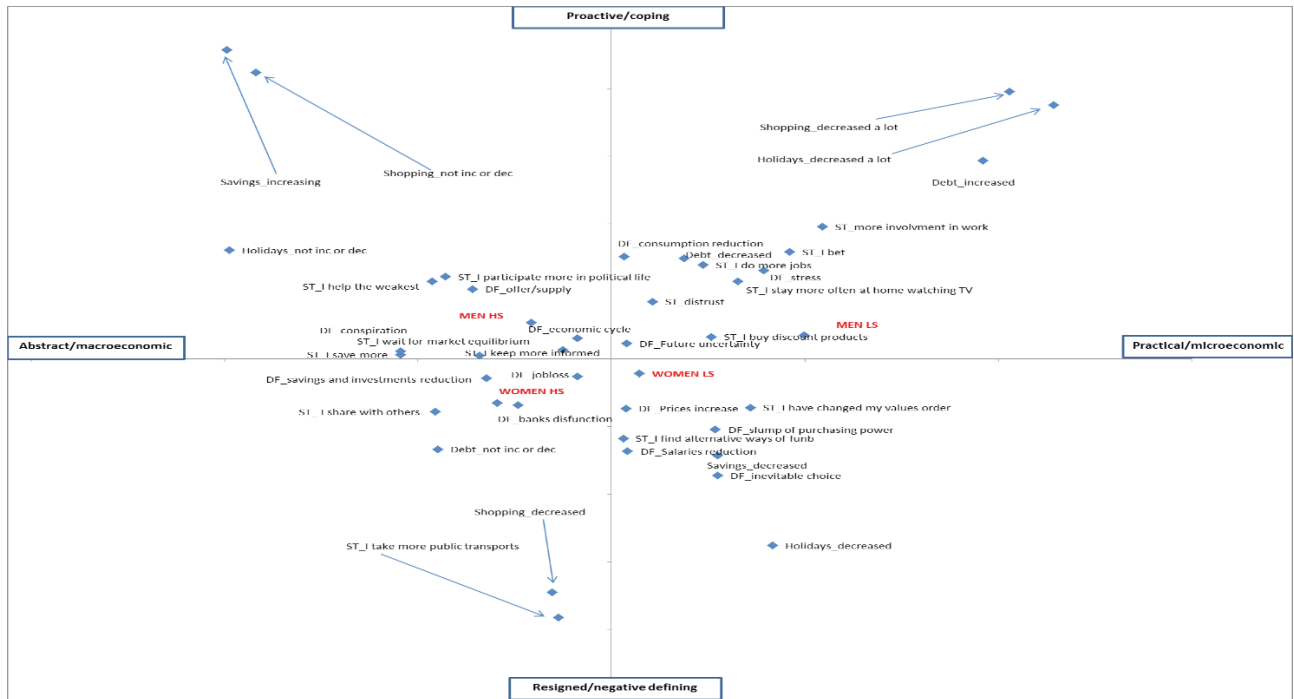 Proactive/coping
Shopping_decreased a lot
Holidays_decreased a lot
Shopping_not inc or dec
Savings_increasing
Debt_increased
ST_more involvment in work
DF_consumption reduction
Holidays_not inc or dec
Debt_decreased
ST_I bet
ST_I do more jobs
ST_I participate more in political life
DF_stress
ST_I help the weakest
DF_offer/supply
ST_I stay more often at home watching TV
ST_distrust
MEN HS
MEN LS
DF_conspiration
DF_economic cycle
ST_I buy discount products
ST_I wait for market equilibrium
DF_Future uncertainty
Abstract/macroeconomic
Practical/microeconomic
ST_I save more
ST_I keep more informed
DF_jobloss
WOMEN LS
DF_savings and investments reduction
WOMEN HS
ST_I share with others
DF_banks disfunction
DF_Prices increase
ST_I have changed my values order
DF_slump of purchasing power
ST_I find alternative ways of funb
Debt_not inc or dec
DF_Salaries reduction
Savings_decreased
DF_inevitable choice
Shopping_decreased
ST_I take more public transports
Holidays_decreased
Resigned/negative defining